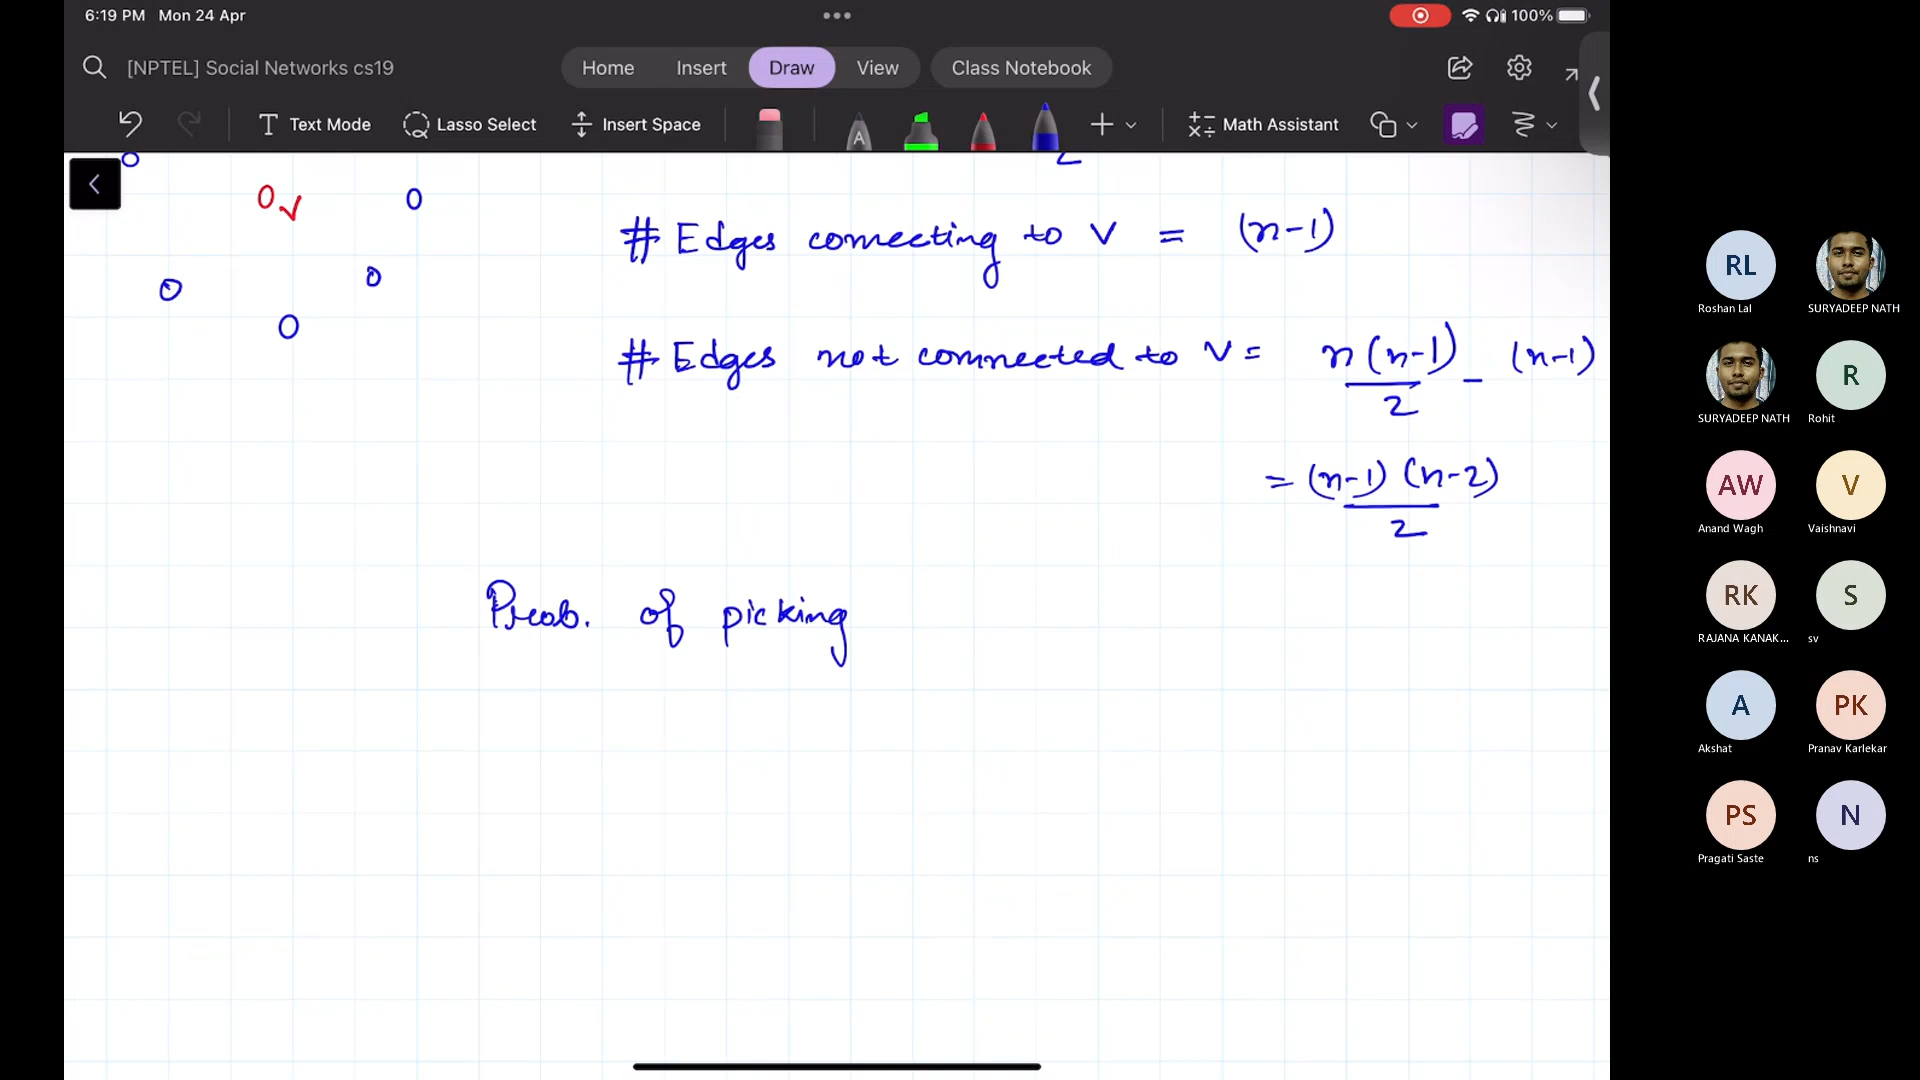 6:19 PM Mon 24 Apr
100%
[NPTEL] Social Networks cs19
Home Insert Draw View Class Notebook
Text Mode Lasso Select Insert Space A Math Assistant
2
v
# Edges connecting to v = (n-1)
# Edges not connected to v = n(n-1)/2 - (n-1)
= (n-1)(n-2)/2
Prob. of picking
RL
Roshan Lal SURYADEEP NATH
R
SURYADEEP NATH Rohit
AW V
Anand Wagh Vaishnavi
RK S
RAJANA KANAK... sv
A PK
Akshat Pranav Karlekar
PS N
Pragati Saste ns